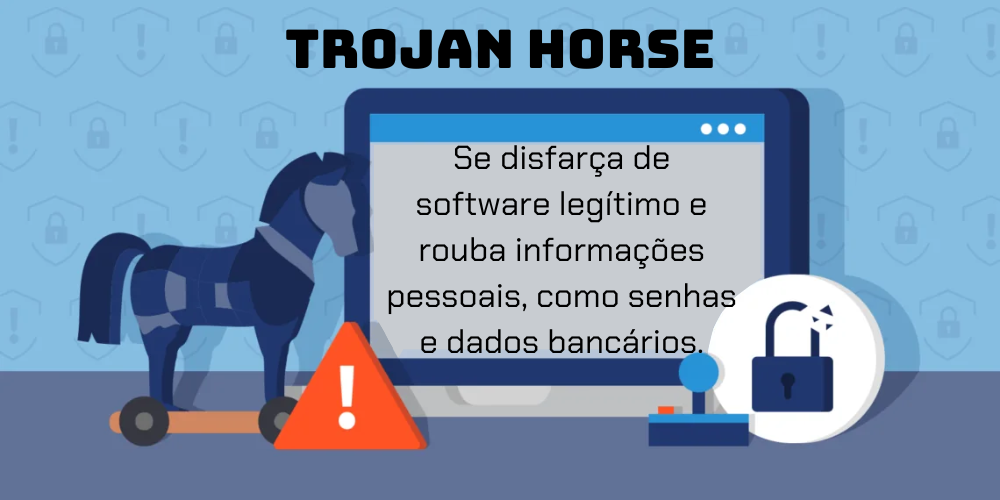 TROJAN HORSE
Se disfarça de
software legítimo e
rouba informações
pessoais, como senhas
e dados bancários.